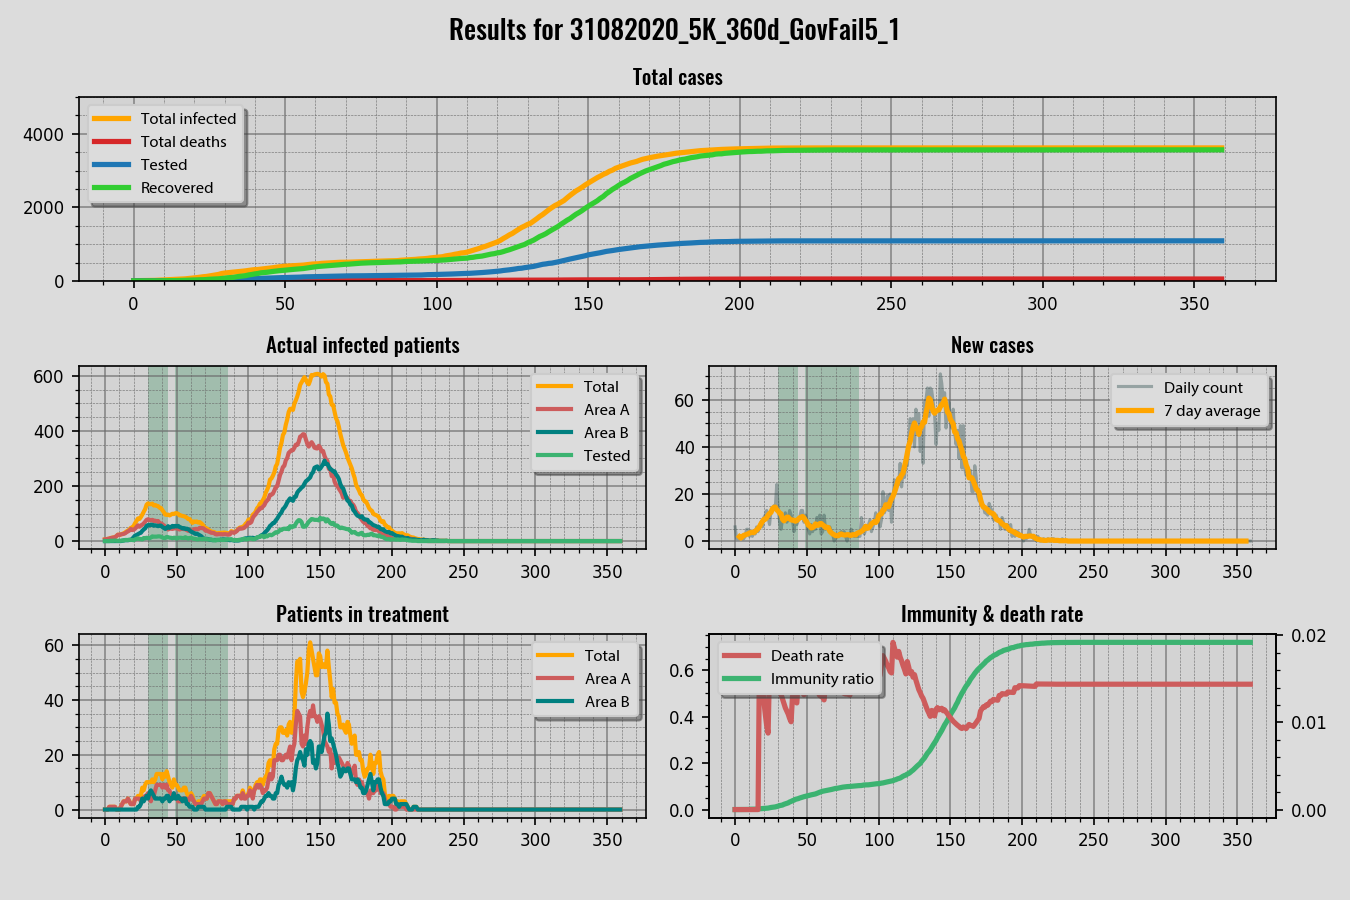 Results for 31082020_5K_360d_GovFail5_1
Total cases
Total infected
Total deaths
Tested
Recovered
4000
2000
0
0 50 100 150 200 250 300 350
Actual infected patients
Total
Area A
Area B
Tested
600
400
200
0
0 50 100 150 200 250 300 350
New cases
Daily count
7 day average
60
40
20
0
0 50 100 150 200 250 300 350
Patients in treatment
Total
Area A
Area B
60
40
20
0
0 50 100 150 200 250 300 350
Immunity & death rate
Death rate
Immunity ratio
0.6
0.4
0.2
0.0
0.02
0.01
0.00
0 50 100 150 200 250 300 350